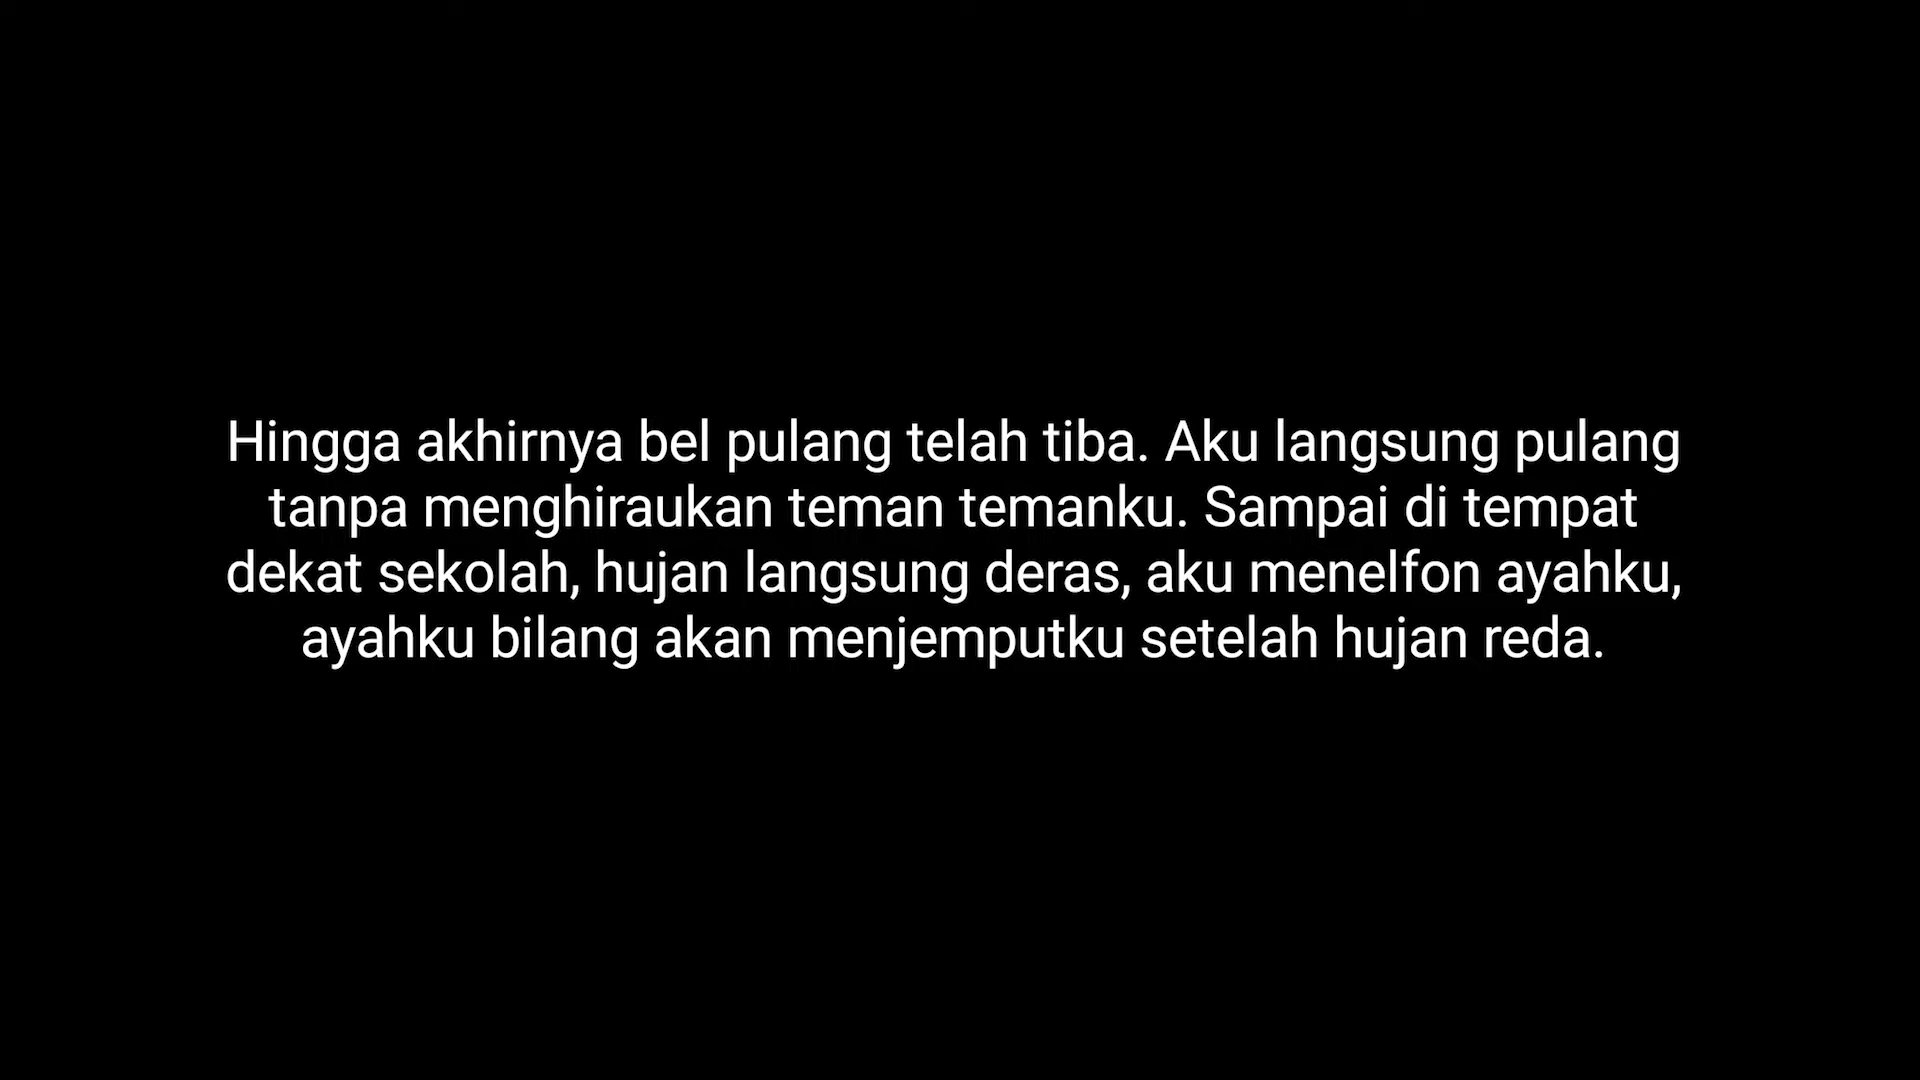 Hingga akhirnya bel pulang telah tiba. Aku langsung pulang
tanpa menghiraukan teman temanku. Sampai di tempat
dekat sekolah, hujan langsung deras, aku menelfon ayahku,
ayahku bilang akan menjemputku setelah hujan reda.